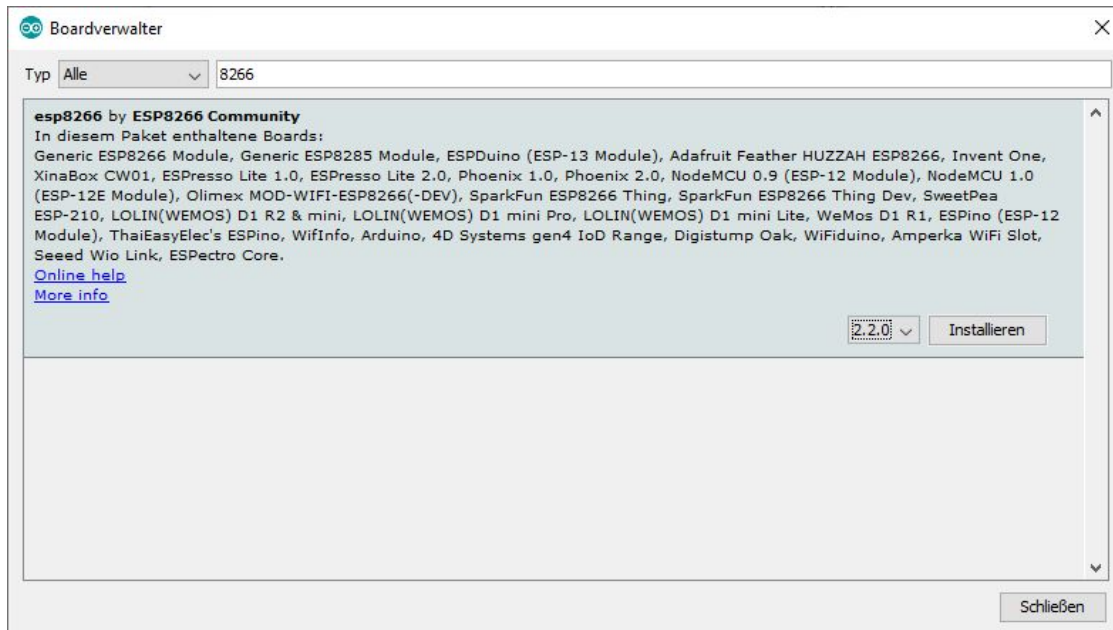 Boardverwalter
Typ Alle 8266
esp8266 by ESP8266 Community
In diesem Paket enthaltene Boards:
Generic ESP8266 Module, Generic ESP8285 Module, ESPDuino (ESP-13 Module), Adafruit Feather HUZZAH ESP8266, Invent One,
XinaBox CW01, ESPresso Lite 1.0, ESPresso Lite 2.0, Phoenix 1.0, Phoenix 2.0, NodeMCU 0.9 (ESP-12 Module), NodeMCU 1.0
(ESP-12E Module), Olimex MOD-WIFI-ESP8266(-DEV), SparkFun ESP8266 Thing, SparkFun ESP8266 Thing Dev, SweetPea
ESP-210, LOLIN(WEMOS) D1 R2 & mini, LOLIN(WEMOS) D1 mini Pro, LOLIN(WEMOS) D1 mini Lite, WeMos D1 R1, ESPino (ESP-12
Module), ThaiEasyElec's ESPino, WifInfo, Arduino, 4D Systems gen4 IoD Range, Digistump Oak, WiFiduino, Amperka WiFi Slot,
Seeed Wio Link, ESPectro Core.
Online help
More info
2.2.0 Installieren
Schließen